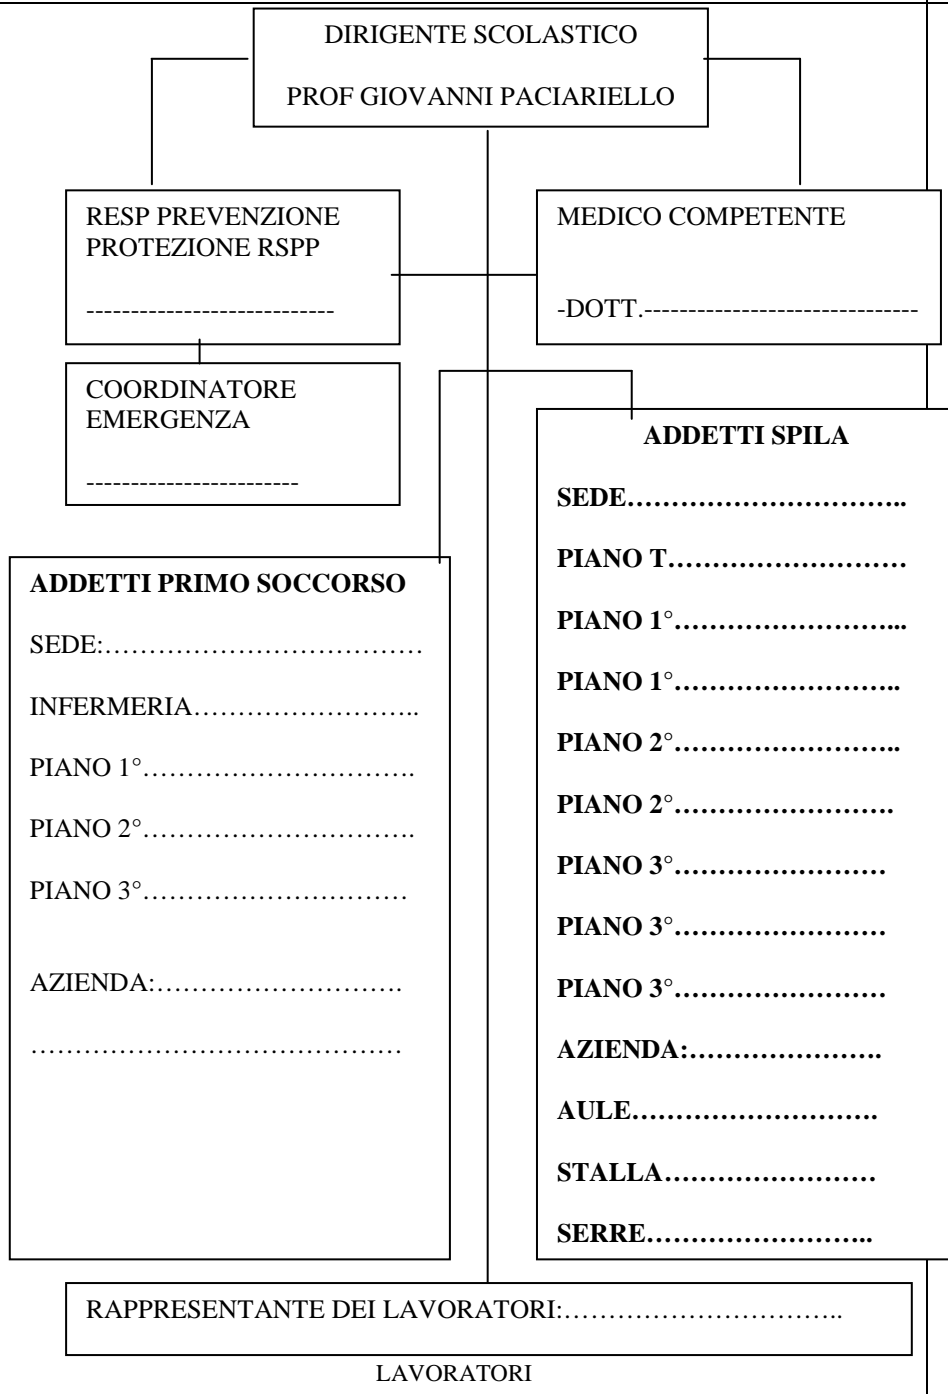 DIRIGENTE SCOLASTICO
PROF GIOVANNI PACIARIELLO
RESP PREVENZIONE
PROTEZIONE RSPP
----------------------------
MEDICO COMPETENTE
-DOTT.-------------------------------
COORDINATORE
EMERGENZA
------------------------
ADDETTI PRIMO SOCCORSO
SEDE:………………………………
INFERMERIA……………………..
PIANO 1°………………………….
PIANO 2°………………………….
PIANO 3°…………………………
AZIENDA:……………………….
……………………………………
ADDETTI SPILA
SEDE…………………………..
PIANO T………………………
PIANO 1°……………………...
PIANO 1°……………………..
PIANO 2°……………………..
PIANO 2°…………………….
PIANO 3°……………………
PIANO 3°……………………
PIANO 3°……………………
AZIENDA:………………….
AULE……………………….
STALLA……………………
SERRE……………………..
RAPPRESENTANTE DEI LAVORATORI:…………………………..
LAVORATORI